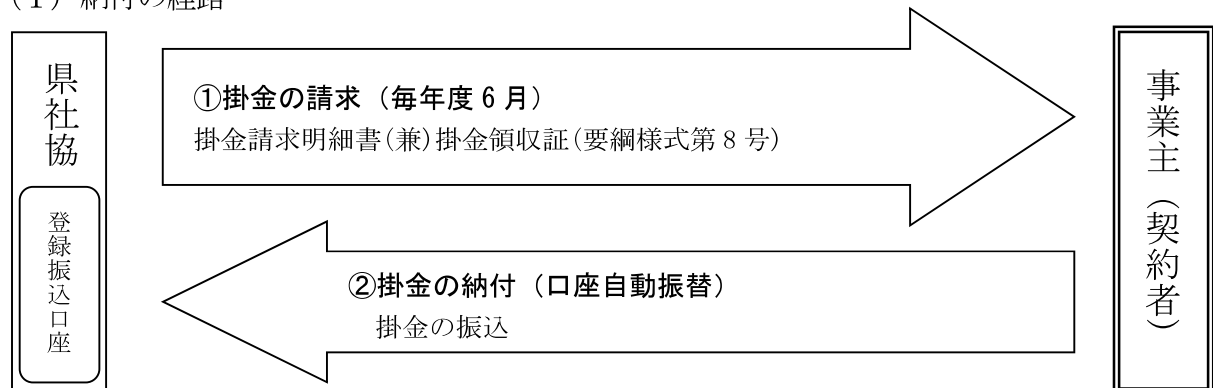 (1) 納付の経路
県社協
登録振込口座
①掛金の請求（毎年度6月）
掛金請求明細書(兼)掛金領収証(要綱様式第8号)
②掛金の納付（口座自動振替）
掛金の振込
事業主（契約者）